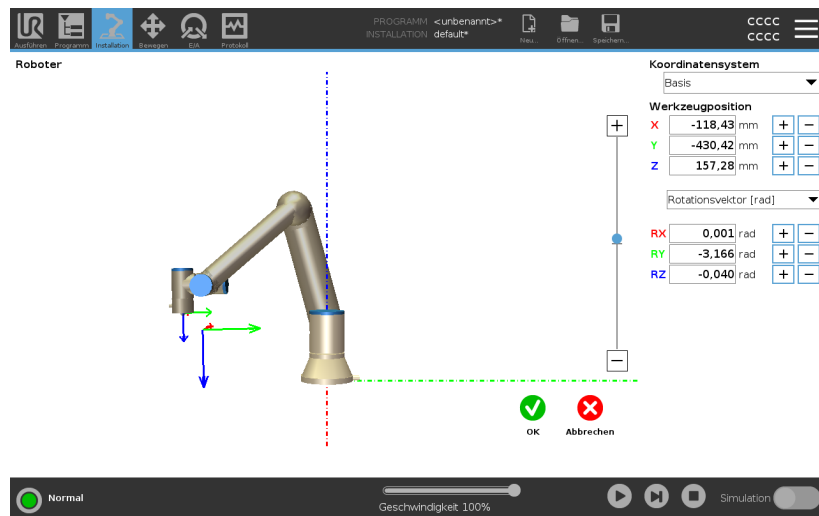 UR
Ausführen Programm Installation Bewegen E/A Protokoll
PROGRAMM <unbenannt>*
INSTALLATION default*
Neu... Öffnen... Speichern...
CCCC
CCCC
Roboter
Koordinatensystem
Basis
Werkzeugposition
X -118,43 mm + −
Y -430,42 mm + −
Z 157,28 mm + −
Rotationsvektor [rad]
RX 0,001 rad + −
RY -3,166 rad + −
RZ -0,040 rad + −
+
−
OK Abbrechen
Normal
Geschwindigkeit 100%
Simulation